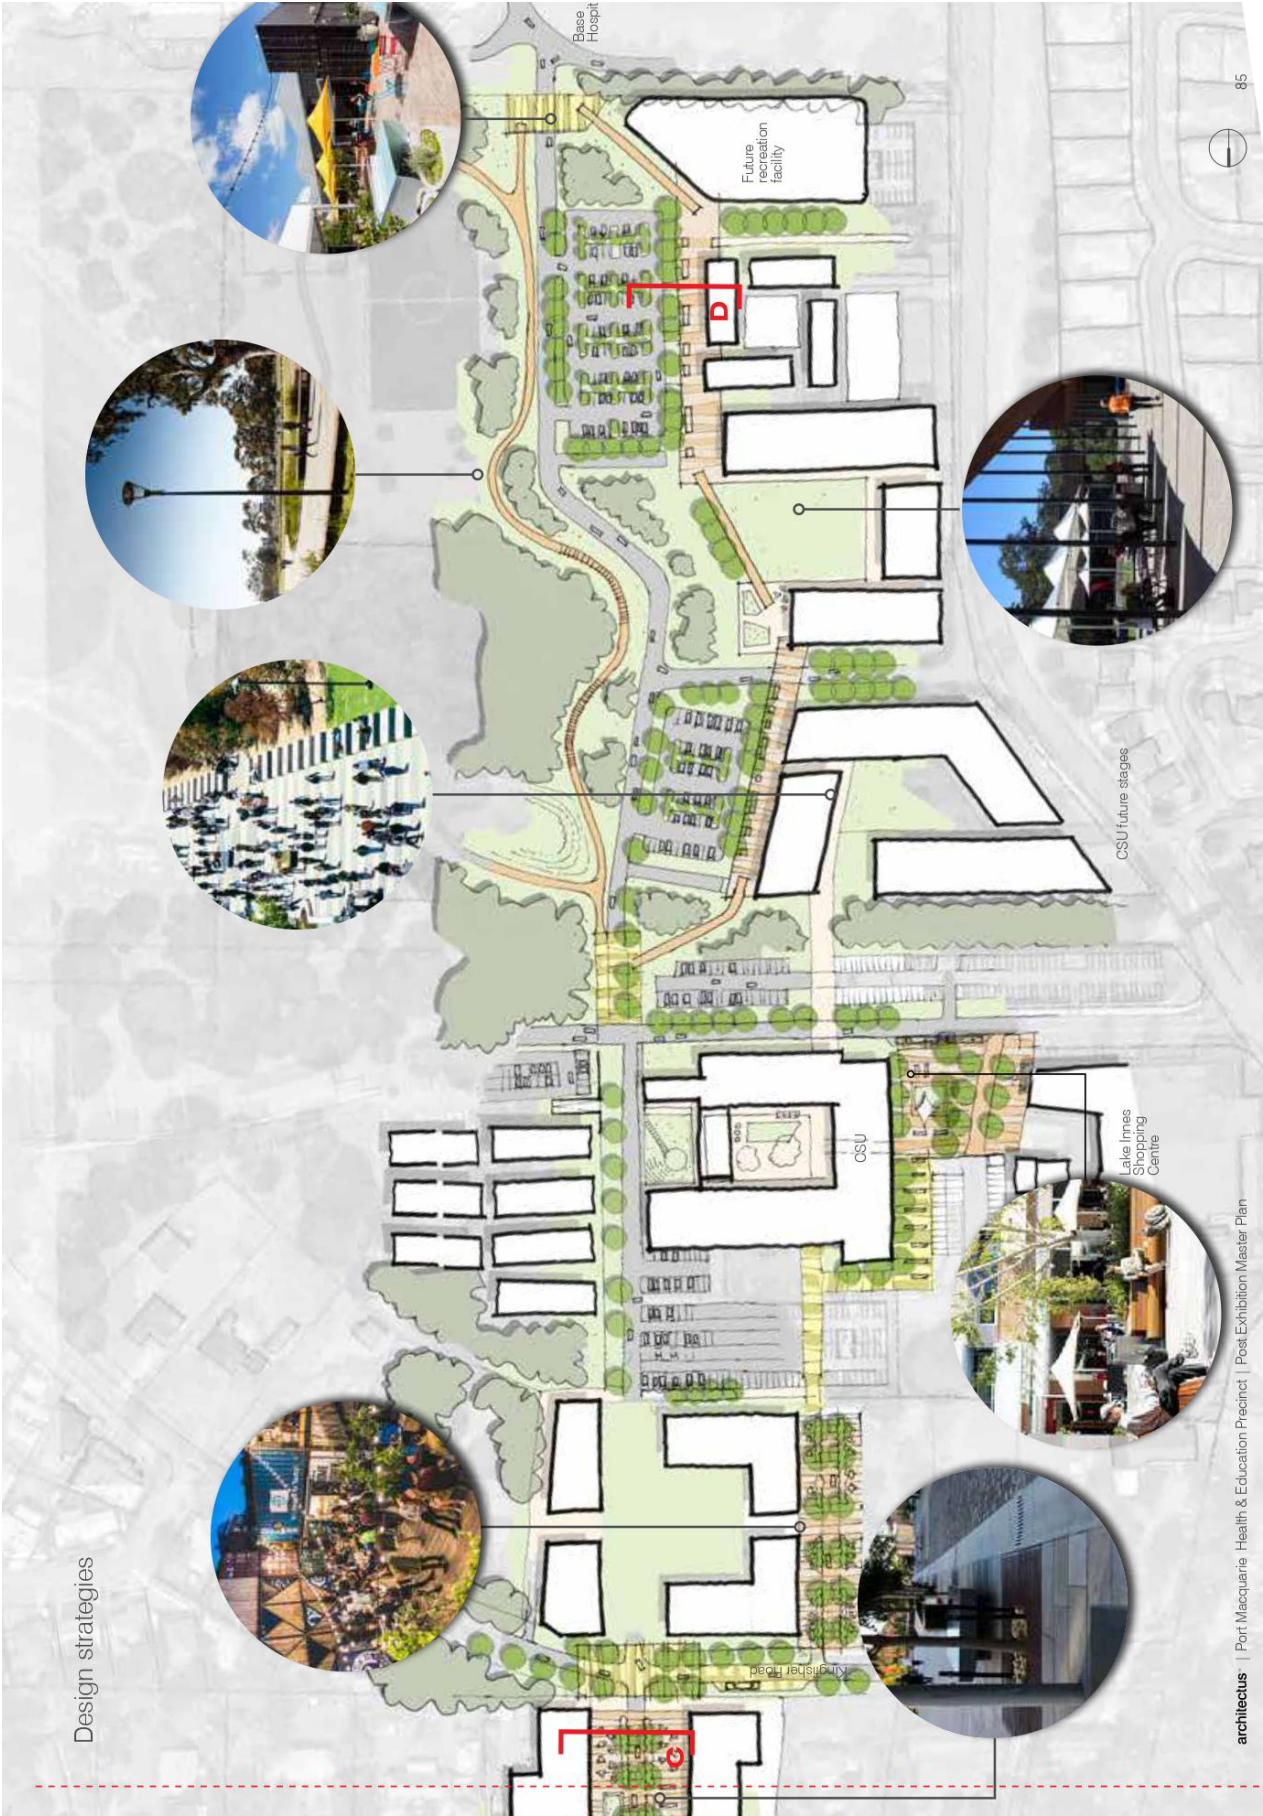 Design strategies
Base
Hospit
Future
recreation
facility
D
CSU future stages
CSU
Lake Innes
Shopping
Centre
Kingfisher Road
C
architectus | Port Macquarie Health & Education Precinct | Post Exhibition Master Plan
85